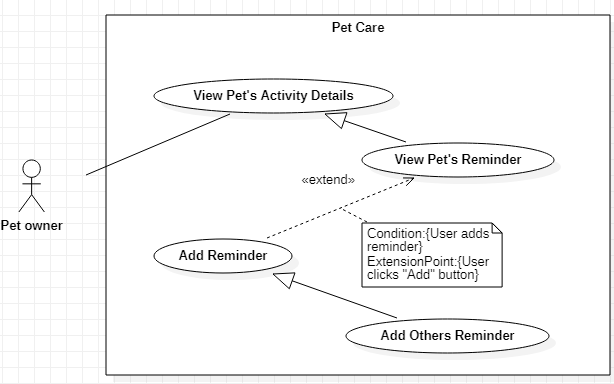 Pet Care
View Pet's Activity Details
View Pet's Reminder
«extend»
Pet owner
Condition:{User adds
reminder}
ExtensionPoint:{User
clicks "Add" button}
Add Reminder
Add Others Reminder